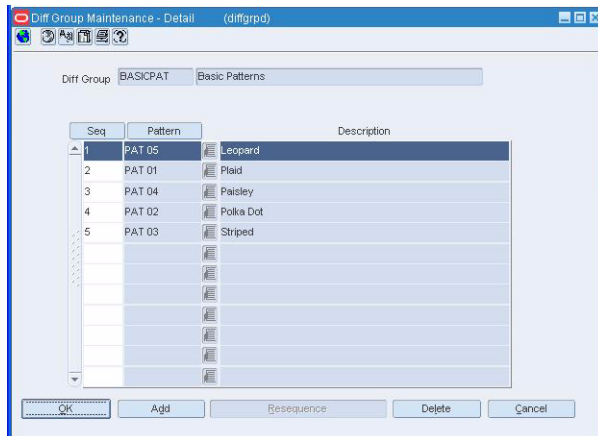 Diff Group Maintenance - Detail (diffgrpd)
Diff Group BASICPAT Basic Patterns
Seq Pattern Description
1 PAT 05 Leopard
2 PAT 01 Plaid
3 PAT 04 Paisley
4 PAT 02 Polka Dot
5 PAT 03 Striped
OK Add Resequence Delete Cancel